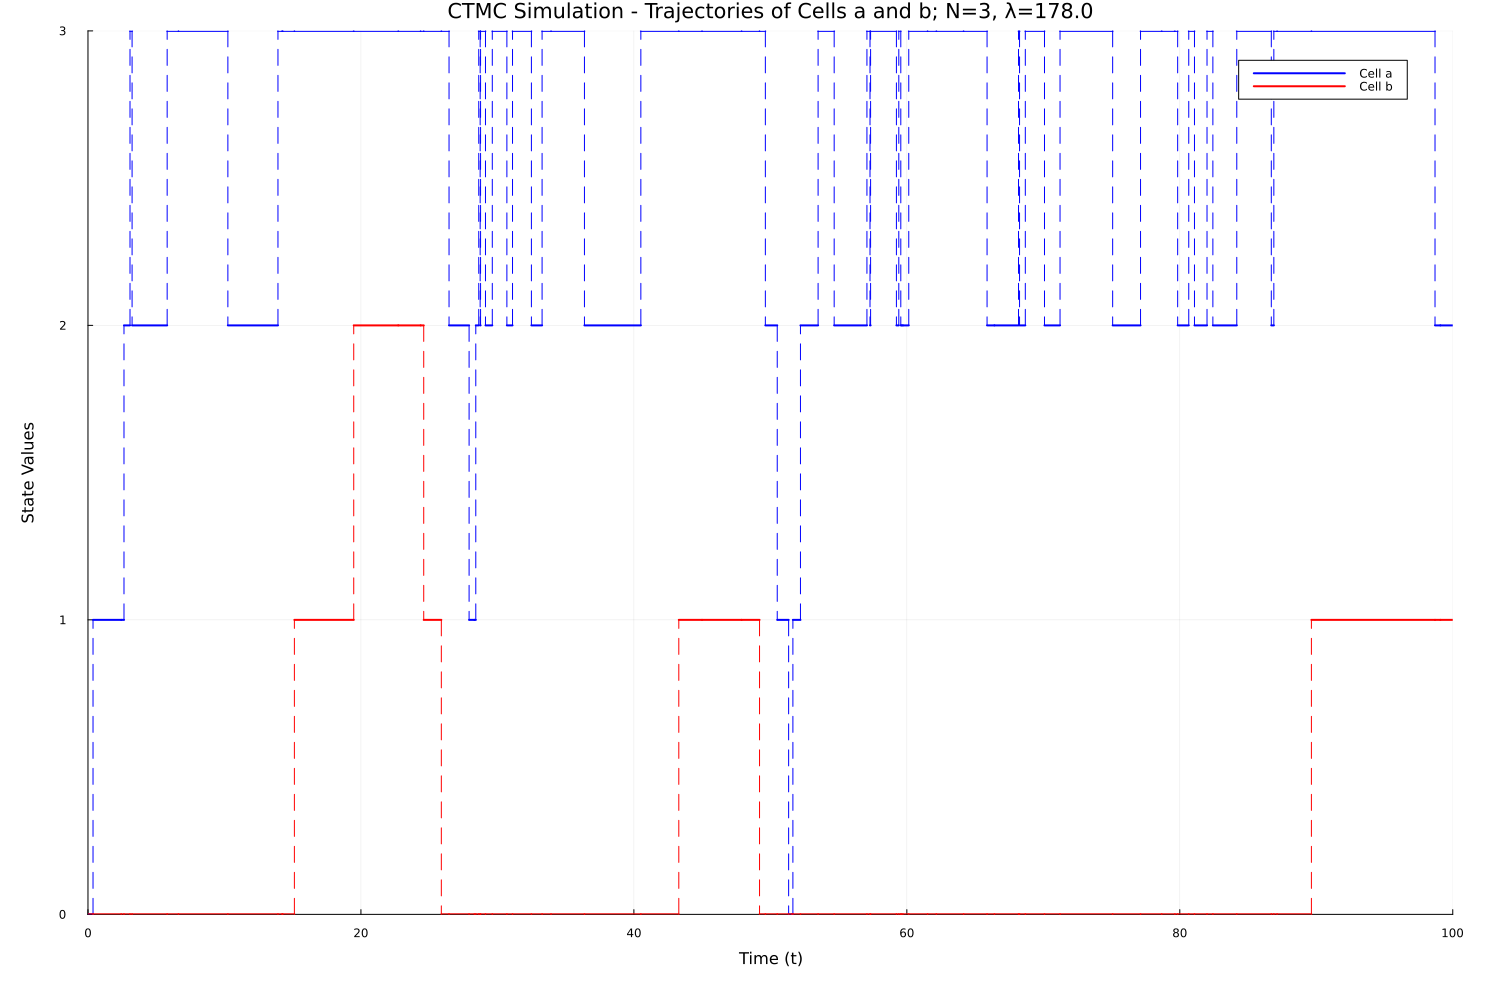 CTMC Simulation - Trajectories of Cells a and b; N=3, λ=178.0
3
Cell a
Cell b
2
State Values
1
0
0 20 40 60 80 100
Time (t)